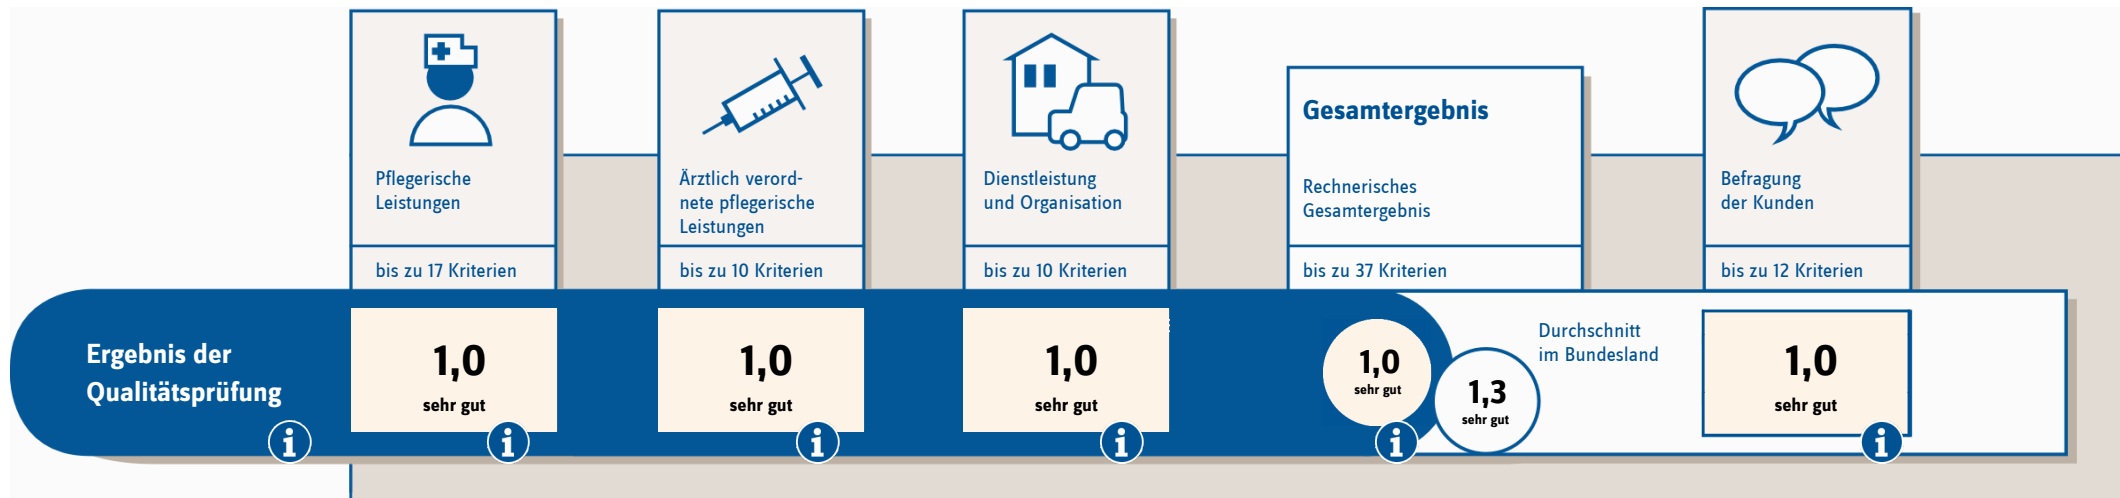 Pflegerische
Leistungen
bis zu 17 Kriterien
Ärztlich verord-
nete pflegerische
Leistungen
bis zu 10 Kriterien
Dienstleistung
und Organisation
bis zu 10 Kriterien
Gesamtergebnis
Rechnerisches
Gesamtergebnis
bis zu 37 Kriterien
Befragung
der Kunden
bis zu 12 Kriterien
Ergebnis der
Qualitätsprüfung
i
1,0
sehr gut
i
1,0
sehr gut
i
1,0
sehr gut
i
1,0
sehr gut
i
1,3
sehr gut
Durchschnitt
im Bundesland
1,0
sehr gut
i